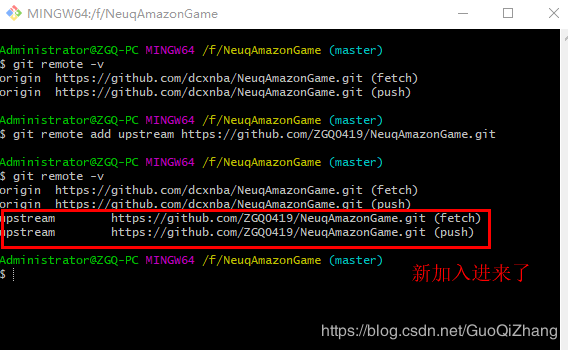 MINGW64:/f/NeuqAmazonGame
Administrator@ZGQ-PC MINGW64 /f/NeuqAmazonGame (master)
$ git remote -v
origin  https://github.com/dcxnba/NeuqAmazonGame.git (fetch)
origin  https://github.com/dcxnba/NeuqAmazonGame.git (push)
Administrator@ZGQ-PC MINGW64 /f/NeuqAmazonGame (master)
$ git remote add upstream https://github.com/ZGQ0419/NeuqAmazonGame.git
Administrator@ZGQ-PC MINGW64 /f/NeuqAmazonGame (master)
$ git remote -v
origin  https://github.com/dcxnba/NeuqAmazonGame.git (fetch)
origin  https://github.com/dcxnba/NeuqAmazonGame.git (push)
upstream        https://github.com/ZGQ0419/NeuqAmazonGame.git (fetch)
upstream        https://github.com/ZGQ0419/NeuqAmazonGame.git (push)
Administrator@ZGQ-PC MINGW64 /f/NeuqAmazonGame (master)
$
新加入进来了
https://blog.csdn.net/GuoQiZhang